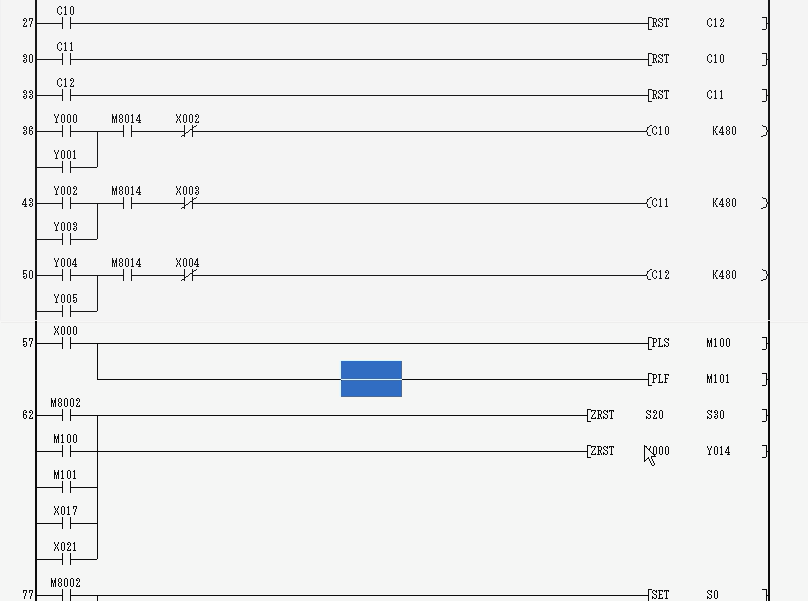 C10
27 RST C12
C11
30 RST C10
C12
33 RST C11
Y000 M8014 X002
36 C10 K480
Y001
Y002 M8014 X003
43 C11 K480
Y003
Y004 M8014 X004
50 C12 K480
Y005
X000
57 PLS M100
PLF M101
M8002
62 ZRST S20 S30
M100
ZRST Y000 Y014
M101
X017
X021
M8002
77 SET S0